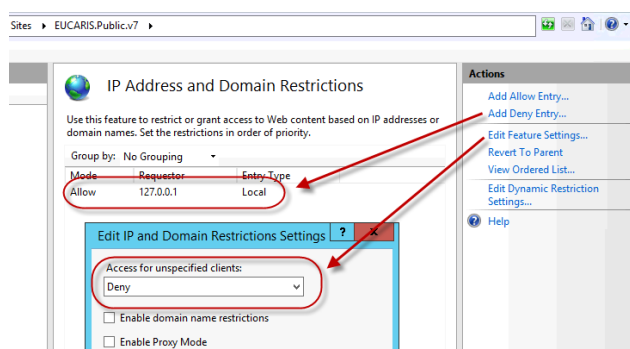 Sites ▸ EUCARIS.Public.v7 ▸
IP Address and Domain Restrictions
Use this feature to restrict or grant access to Web content based on IP addresses or
domain names. Set the restrictions in order of priority.
Group by: No Grouping
Mode Requestor Entry Type
Allow 127.0.0.1 Local
Edit IP and Domain Restrictions Settings ? x
Access for unspecified clients:
Deny
Enable domain name restrictions
Enable Proxy Mode
Actions
Add Allow Entry...
Add Deny Entry...
Edit Feature Settings...
Revert To Parent
View Ordered List...
Edit Dynamic Restriction
Settings...
Help